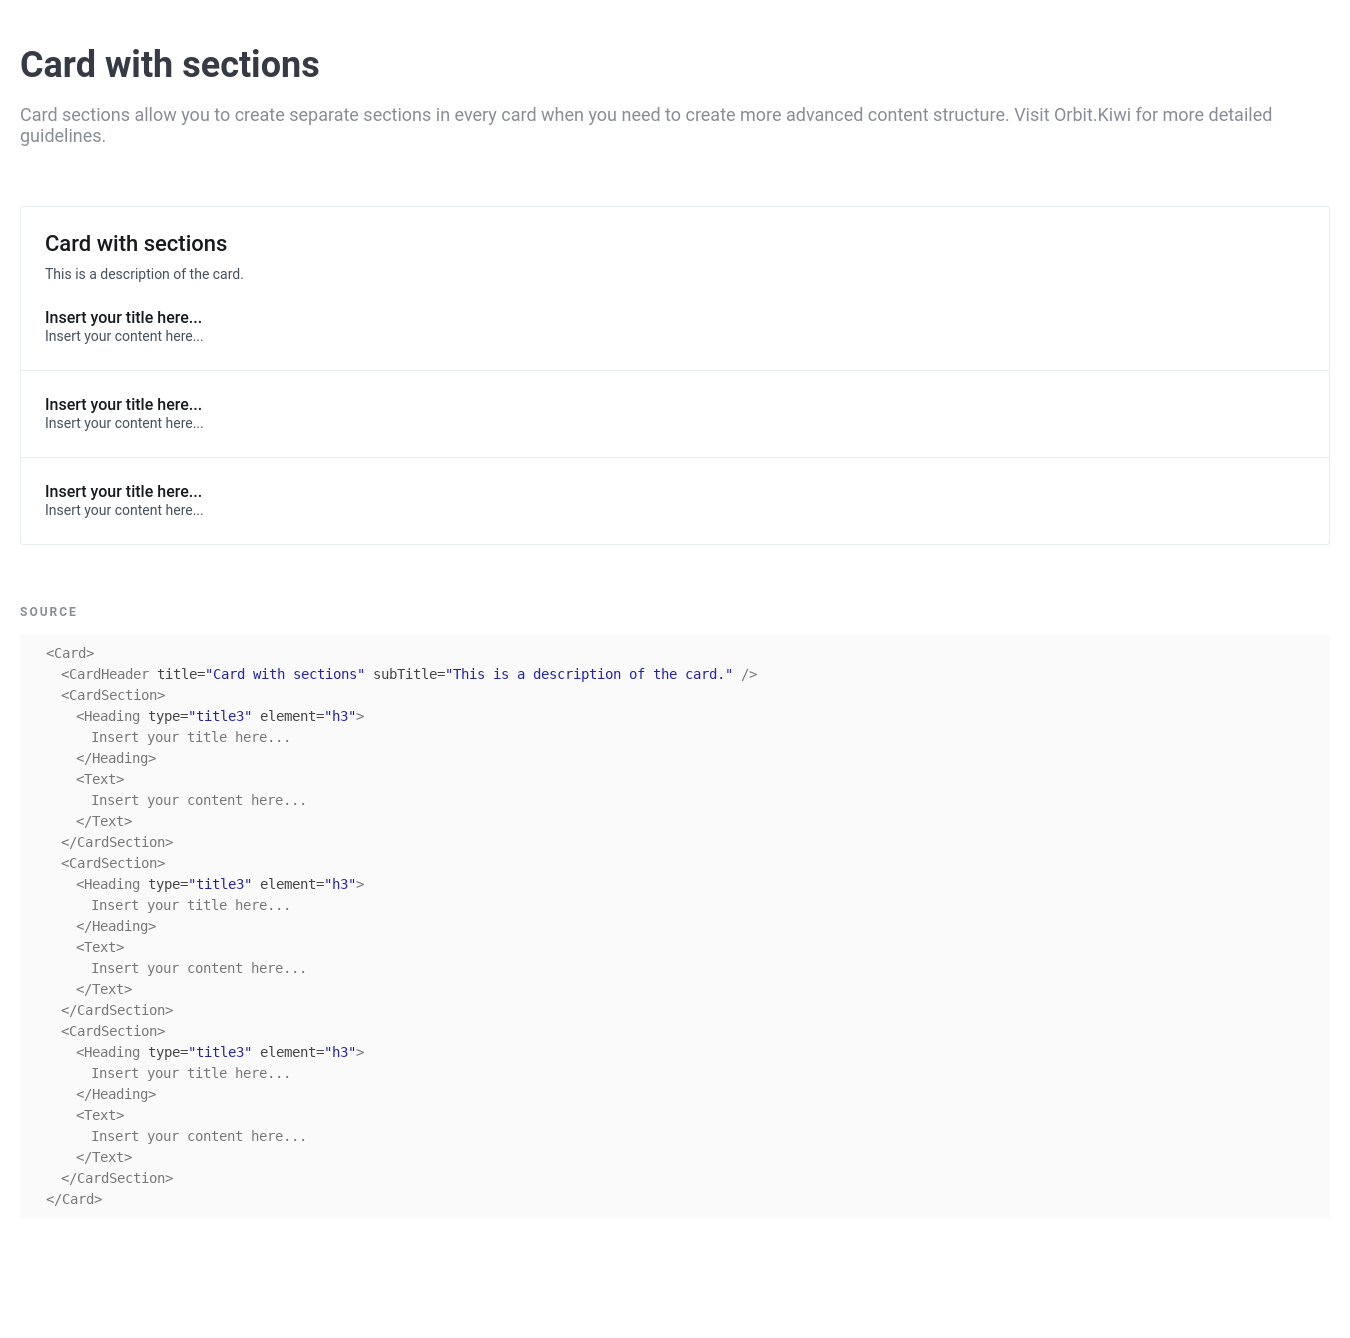 Card with sections
Card sections allow you to create separate sections in every card when you need to create more advanced content structure. Visit Orbit.Kiwi for more detailed
guidelines.
Card with sections
This is a description of the card.
Insert your title here...
Insert your content here...
Insert your title here...
Insert your content here...
Insert your title here...
Insert your content here...
SOURCE
<Card>
<CardHeader title="Card with sections" subTitle="This is a description of the card." />
<CardSection>
<Heading type="title3" element="h3">
Insert your title here...
</Heading>
<Text>
Insert your content here...
</Text>
</CardSection>
<CardSection>
<Heading type="title3" element="h3">
Insert your title here...
</Heading>
<Text>
Insert your content here...
</Text>
</CardSection>
<CardSection>
<Heading type="title3" element="h3">
Insert your title here...
</Heading>
<Text>
Insert your content here...
</Text>
</CardSection>
</Card>